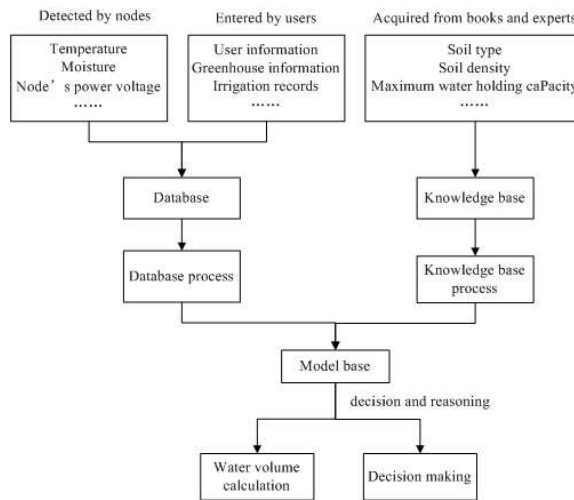 Detected by nodes
Entered by users
Acquired from books and experts
Temperature
Moisture
Node's power voltage
……
User information
Greenhouse information
Irrigation records
……
Soil type
Soil density
Maximum water holding caPacity
……
Database
Knowledge base
Database process
Knowledge base
process
Model base
decision and reasoning
Water volume
calculation
Decision making